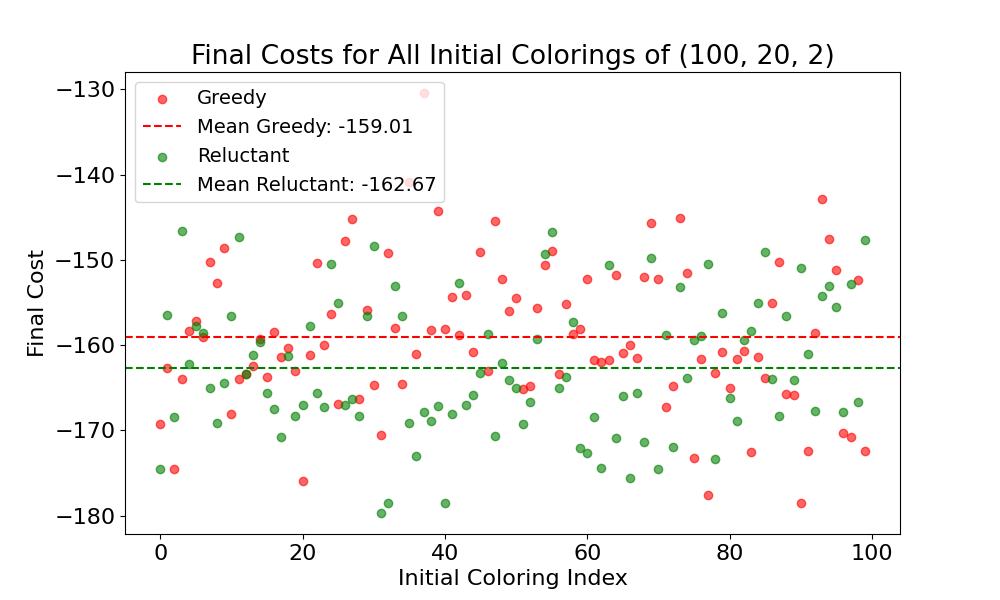 Final Costs for All Initial Colorings of (100, 20, 2)
Greedy
Mean Greedy: -159.01
Reluctant
Mean Reluctant: -162.67
Final Cost
−130
−140
−150
−160
−170
−180
0
20
40
60
80
100
Initial Coloring Index